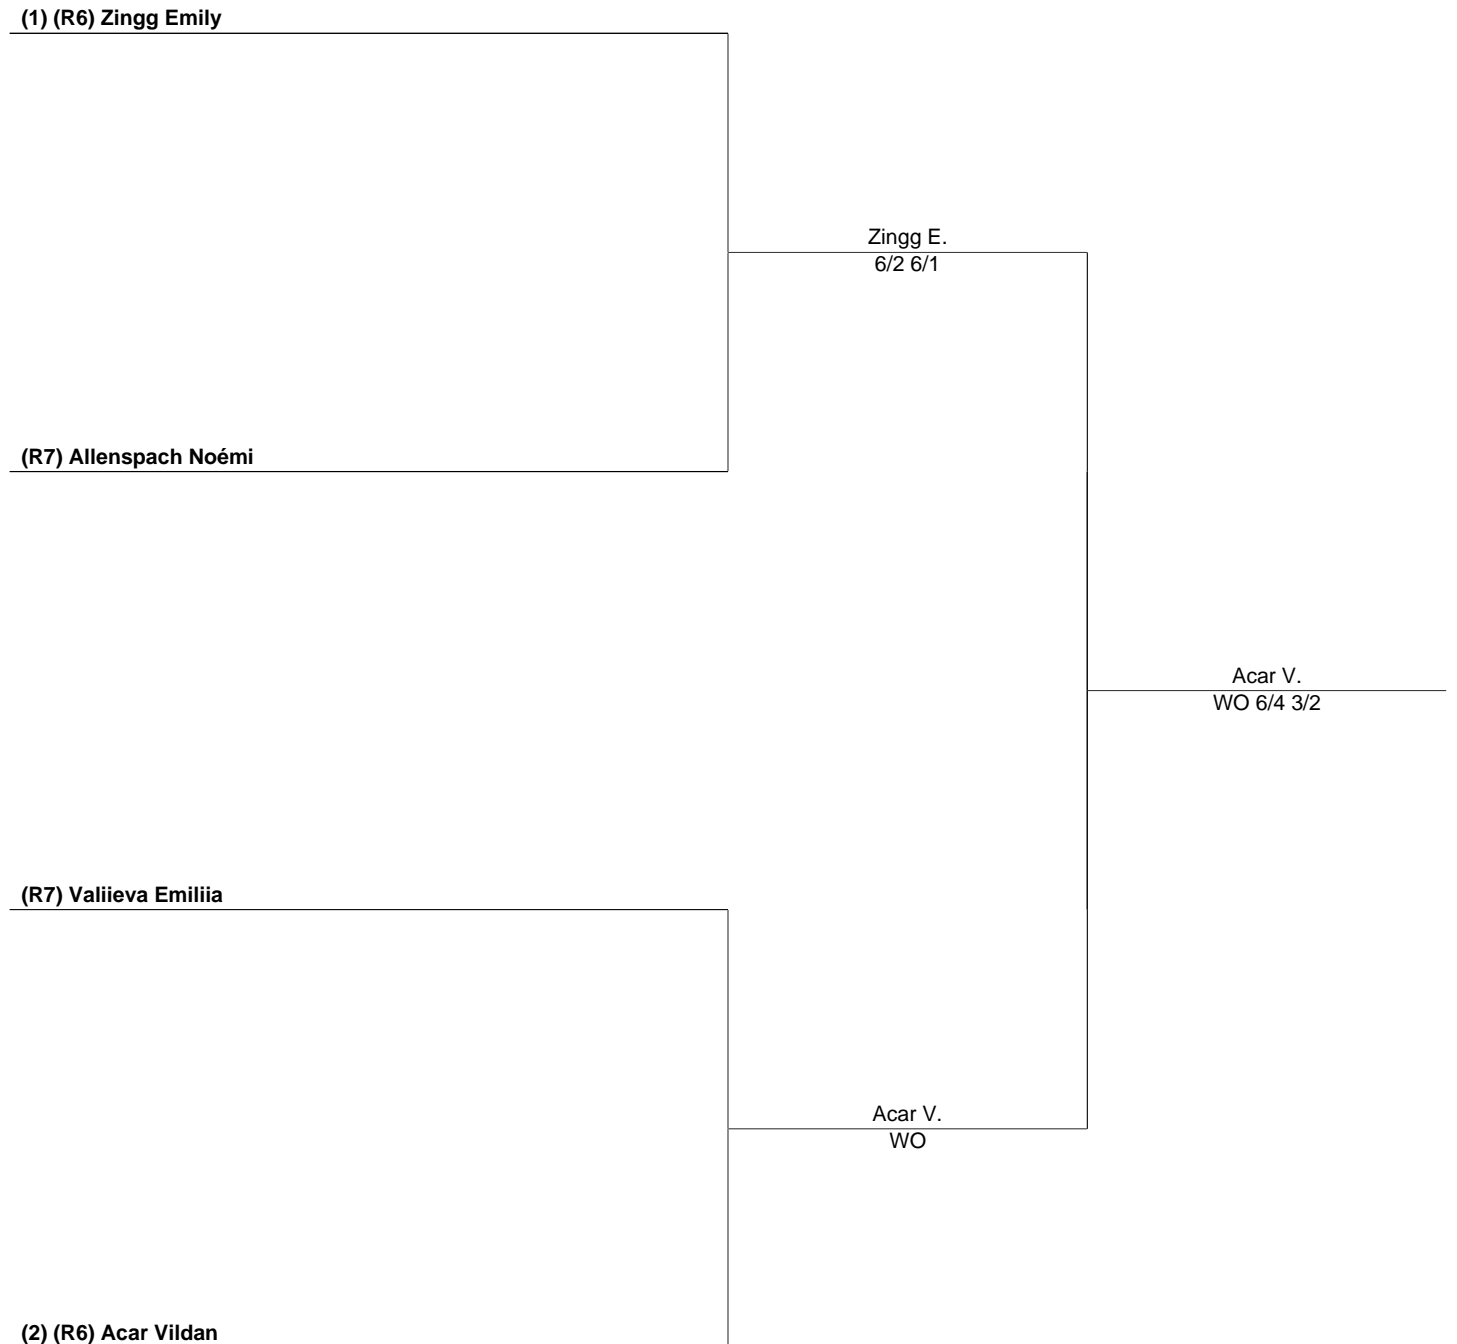 (1) (R6) Zingg Emily
Zingg E.
6/2 6/1
(R7) Allenspach Noémi
Acar V.
WO 6/4 3/2
(R7) Valiieva Emiliia
Acar V.
WO
(2) (R6) Acar Vildan